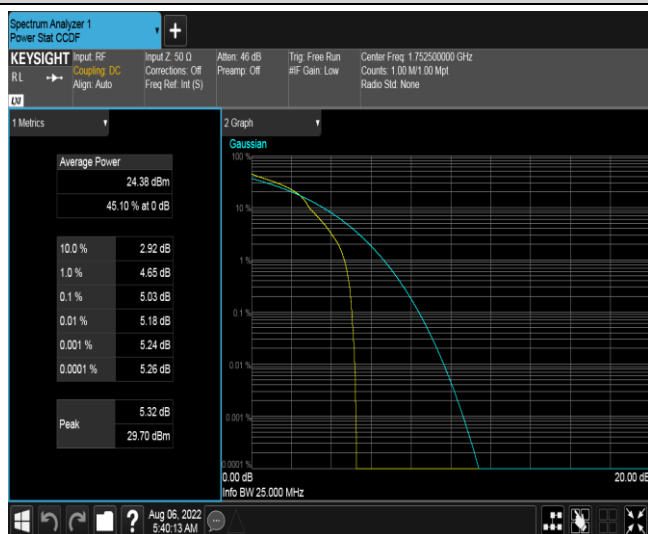 Spectrum Analyzer 1
Power Stat CCDF
+
KEYSIGHT
RL
LXI
Input: RF
Coupling: DC
Align: Auto
Input Z: 50 Ω
Corrections: Off
Freq Ref: Int (S)
Atten: 46 dB
Preamp: Off
Trig: Free Run
#IF Gain: Low
Center Freq: 1.752500000 GHz
Counts: 1.00 M/1.00 Mpt
Radio Std: None
1 Metrics
Average Power
24.38 dBm
45.10 % at 0 dB
10.0 % 2.92 dB
1.0 % 4.65 dB
0.1 % 5.03 dB
0.01 % 5.18 dB
0.001 % 5.24 dB
0.0001 % 5.26 dB
Peak
5.32 dB
29.70 dBm
2 Graph
Gaussian
100 %
10 %
1 %
0.1 %
0.01 %
0.001 %
0.0001 %
0.00 dB 20.00 dB
Info BW 25.000 MHz
?
Aug 06, 2022
5:40:13 AM